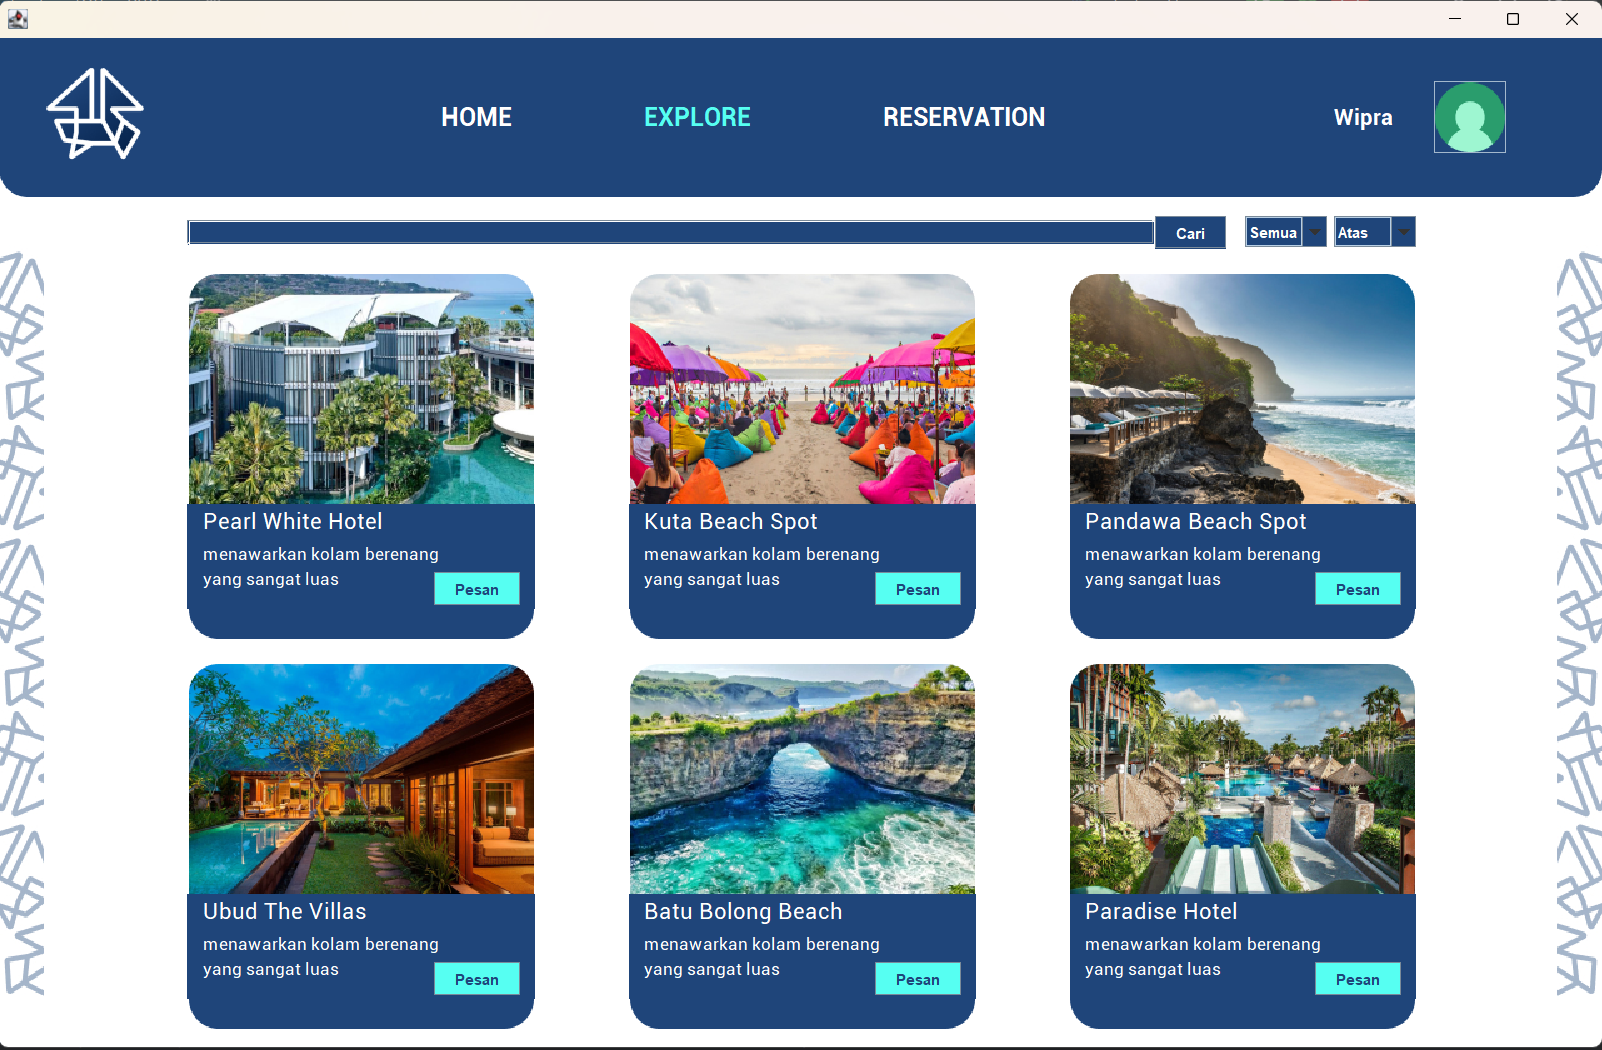 HOME
EXPLORE
RESERVATION
Wipra
Cari
Semua
Atas
Pearl White Hotel
menawarkan kolam berenang
yang sangat luas
Pesan
Kuta Beach Spot
menawarkan kolam berenang
yang sangat luas
Pesan
Pandawa Beach Spot
menawarkan kolam berenang
yang sangat luas
Pesan
Ubud The Villas
menawarkan kolam berenang
yang sangat luas
Pesan
Batu Bolong Beach
menawarkan kolam berenang
yang sangat luas
Pesan
Paradise Hotel
menawarkan kolam berenang
yang sangat luas
Pesan